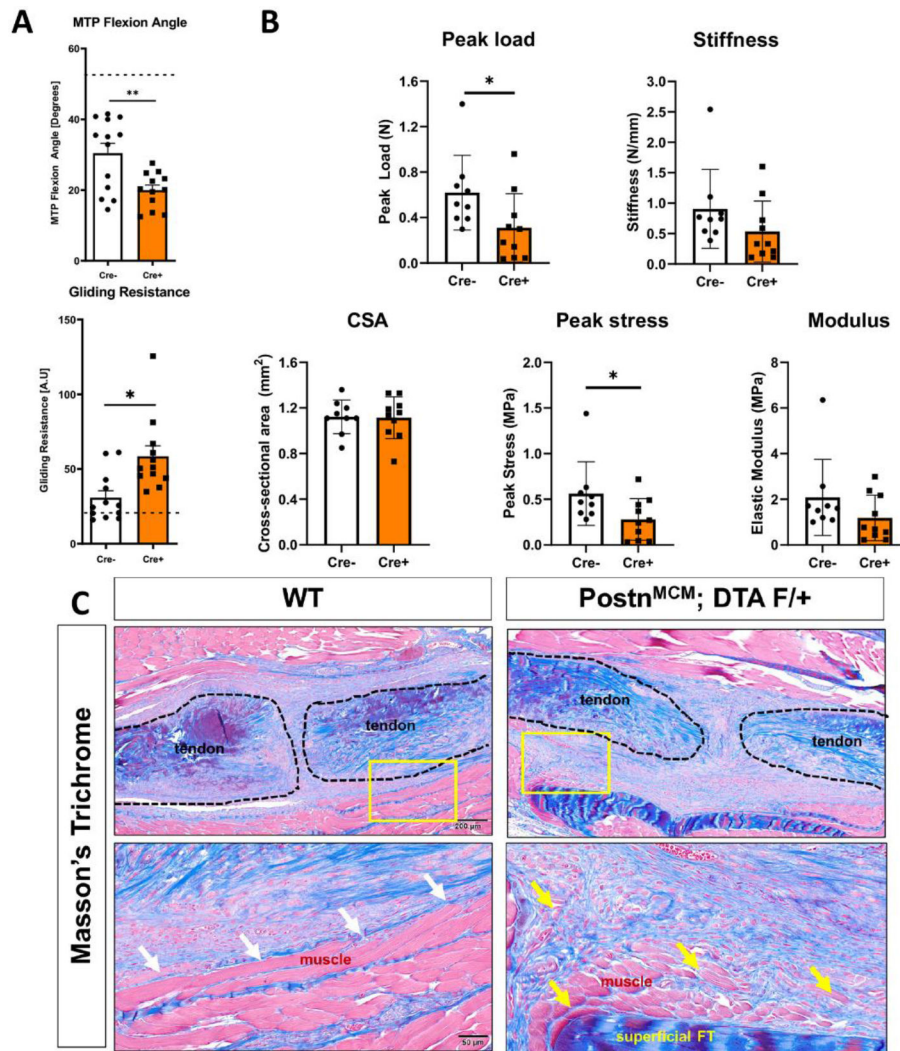 A
MTP Flexion Angle
MTP Flexion Angle [Degrees]
60
40
20
0
**
Cre-
Cre+
Gliding Resistance
Gliding Resistance [A.U]
150
100
50
0
*
Cre-
Cre+
B
Peak load
Peak Load (N)
1.6
1.2
0.8
0.4
0.0
*
Cre-
Cre+
Stiffness
Stiffness (N/mm)
3.0
2.5
2.0
1.5
1.0
0.5
0.0
Cre-
Cre+
CSA
Cross-sectional area (mm²)
1.6
1.2
0.8
0.4
0.0
Cre-
Cre+
Peak stress
Peak Stress (MPa)
2.0
1.5
1.0
0.5
0.0
*
Cre-
Cre+
Modulus
Elastic Modulus (MPa)
8
6
4
2
0
Cre-
Cre+
C
WT
Postn^MCM; DTA F/+
Masson's Trichrome
tendon
tendon
200 µm
tendon
tendon
muscle
50 µm
muscle
superficial FT